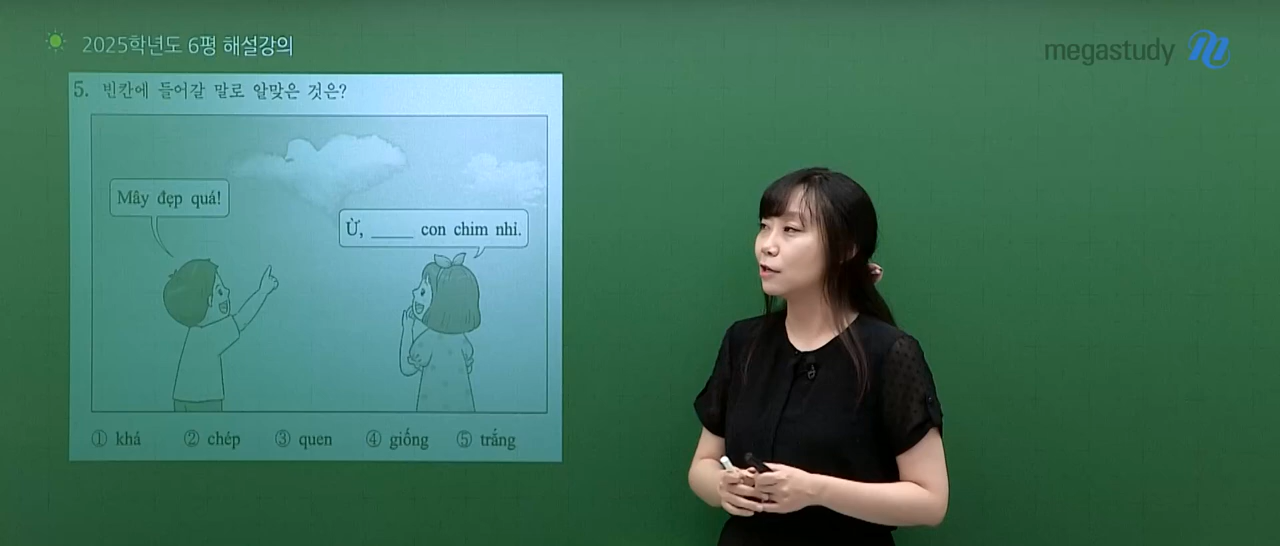 2025학년도 6평 해설강의
megastudy
5. 빈칸에 들어갈 말로 알맞은 것은?
Mây đẹp quá!
Ừ, ____ con chim nhỉ.
① khá ② chép ③ quen ④ giống ⑤ trắng